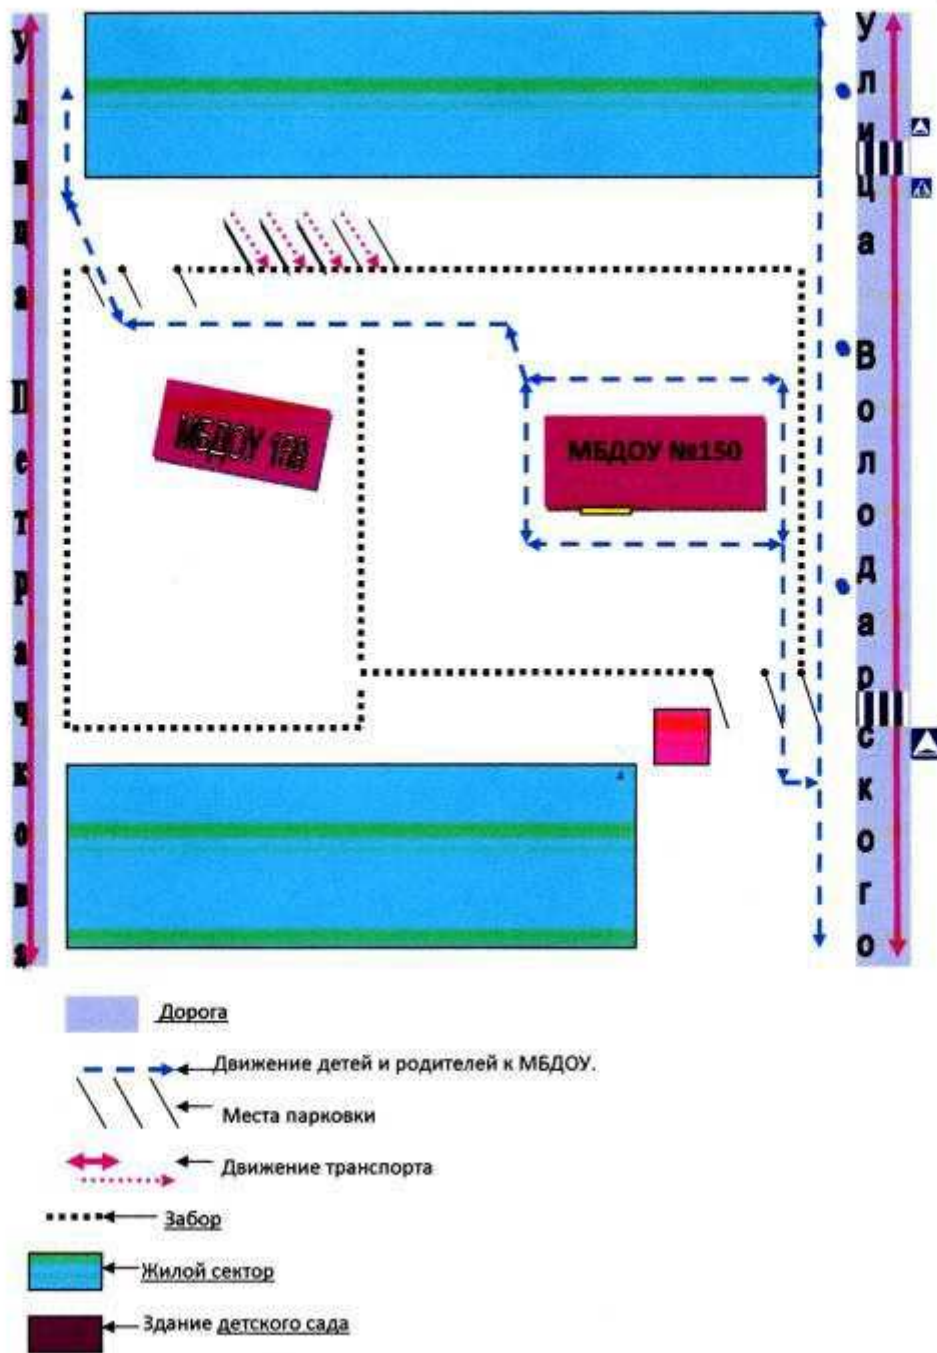 Улица Петрачкова
Улица Володарского
МБДОУ
МБДОУ №150
Дорога
Движение детей и родителей к МБДОУ.
Места парковки
Движение транспорта
Забор
Жилой сектор
Здание детского сада